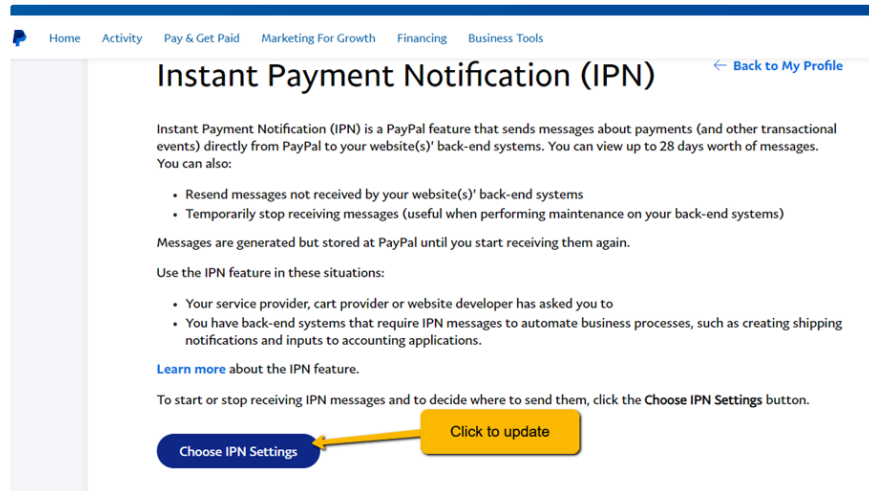 Home Activity Pay & Get Paid Marketing For Growth Financing Business Tools
Instant Payment Notification (IPN)
← Back to My Profile
Instant Payment Notification (IPN) is a PayPal feature that sends messages about payments (and other transactional
events) directly from PayPal to your website(s)' back-end systems. You can view up to 28 days worth of messages.
You can also:
• Resend messages not received by your website(s)' back-end systems
• Temporarily stop receiving messages (useful when performing maintenance on your back-end systems)
Messages are generated but stored at PayPal until you start receiving them again.
Use the IPN feature in these situations:
• Your service provider, cart provider or website developer has asked you to
• You have back-end systems that require IPN messages to automate business processes, such as creating shipping
notifications and inputs to accounting applications.
Learn more about the IPN feature.
To start or stop receiving IPN messages and to decide where to send them, click the Choose IPN Settings button.
Click to update
Choose IPN Settings